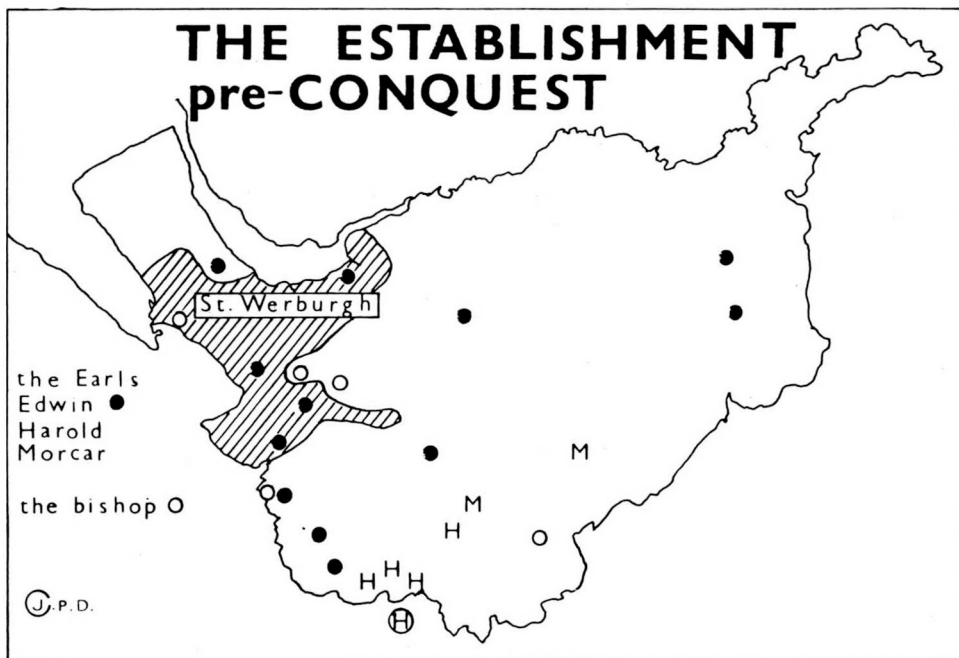 THE ESTABLISHMENT
pre-CONQUEST
St. Werburgh
the Earls
Edwin
Harold
Morcar
M
M
H
the bishop
H
H
H
H
J.P.D.